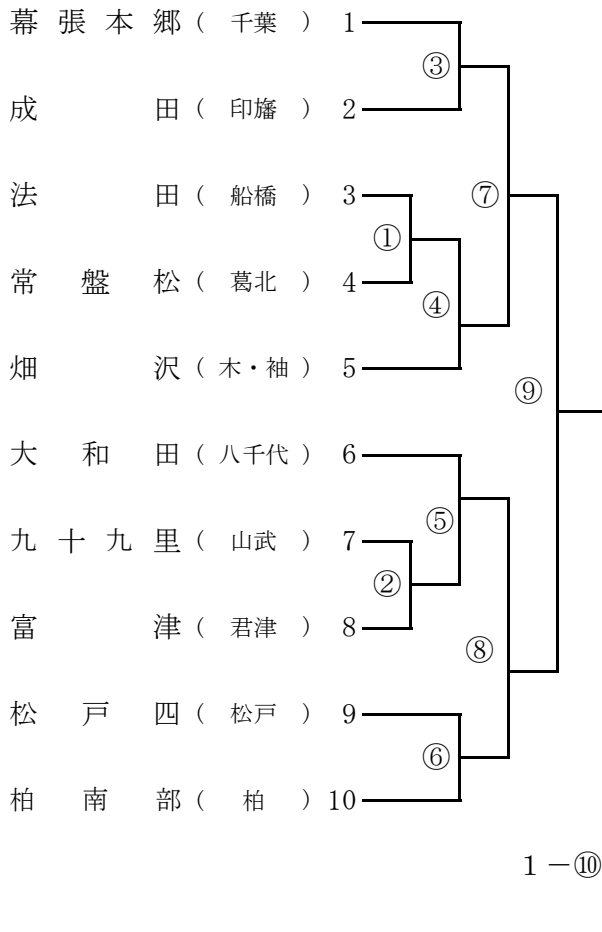 幕張本郷（千葉）1
③
成田（印旛）2
法田（船橋）3
⑦
①
常盤松（葛北）4
④
畑沢（木・袖）5
⑨
大和田（八千代）6
⑤
九十九里（山武）7
②
富津（君津）8
⑧
松戸四（松戸）9
⑥
柏南部（柏）10
1－⑩